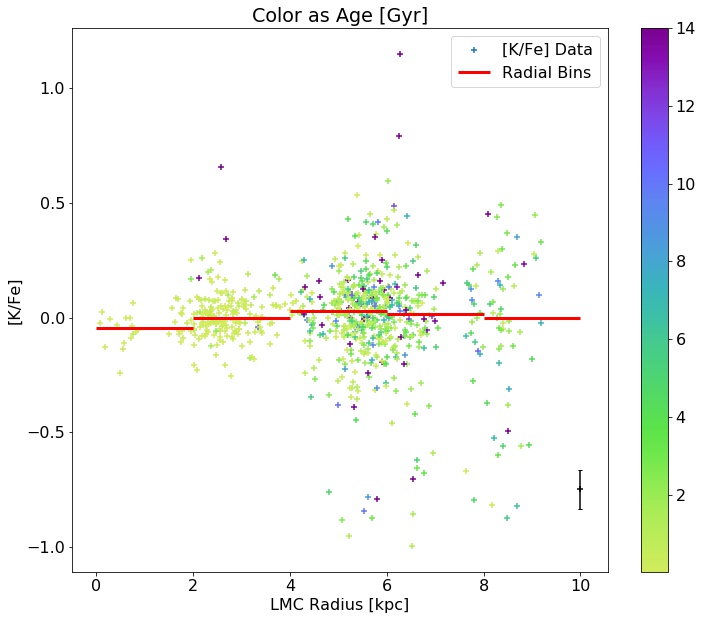 Color as Age [Gyr]
[K/Fe] Data
Radial Bins
[K/Fe]
1.0
0.5
0.0
−0.5
−1.0
0 2 4 6 8 10
LMC Radius [kpc]
14
12
10
8
6
4
2